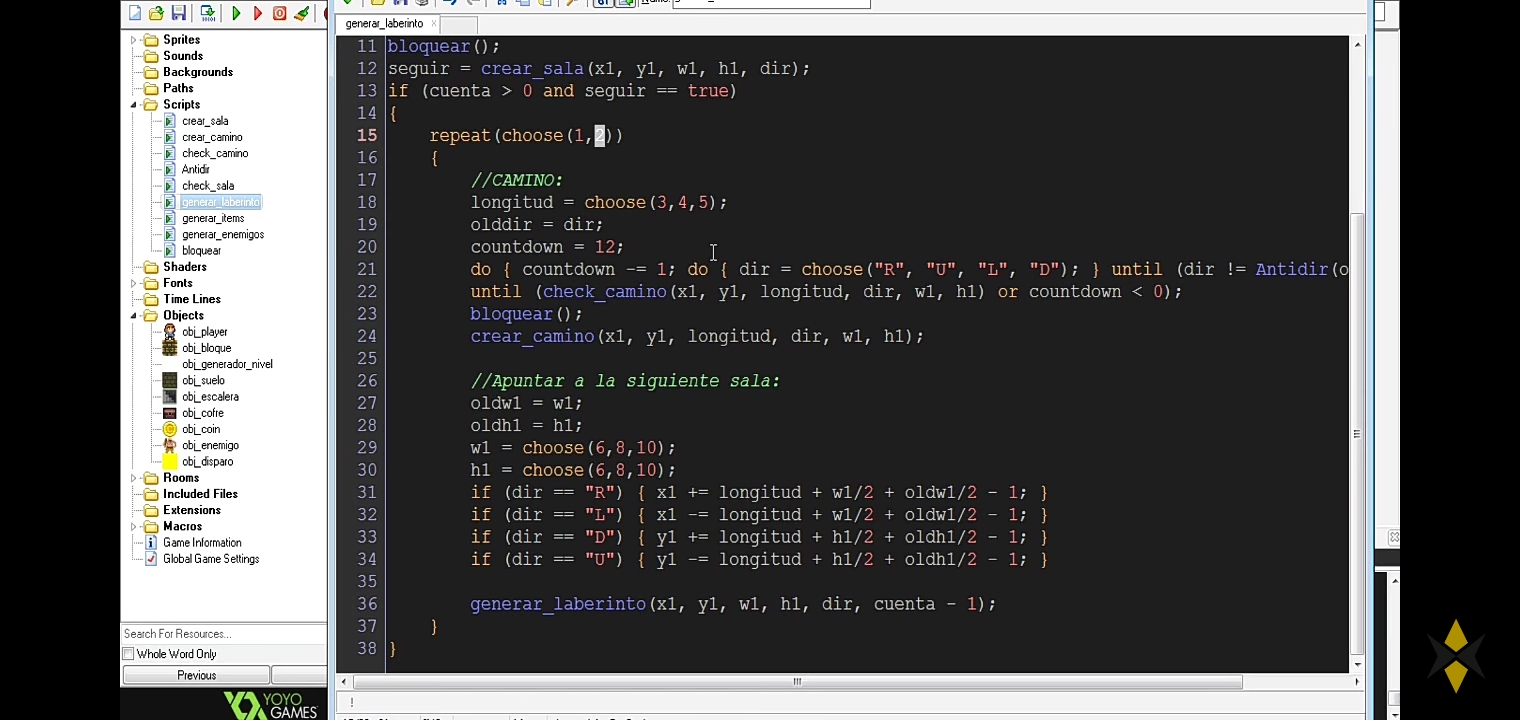 generar_laberinto
Sprites
Sounds
Backgrounds
Paths
Scripts
crear_sala
crear_camino
check_camino
Antidir
check_sala
generar_laberinto
generar_items
generar_enemigos
bloquear
Shaders
Fonts
Time Lines
Objects
obj_player
obj_bloque
obj_generador_nivel
obj_suelo
obj_escalera
obj_cofre
obj_coin
obj_enemigo
obj_disparo
Rooms
Included Files
Extensions
Macros
Game Information
Global Game Settings
Search For Resources...
Whole Word Only
Previous
YOYO
GAMES
11 bloquear();
12 seguir = crear_sala(x1, y1, w1, h1, dir);
13 if (cuenta > 0 and seguir == true)
14 {
15 repeat(choose(1,2))
16 {
17 //CAMINO:
18 longitud = choose(3,4,5);
19 olddir = dir;
20 countdown = 12;
21 do { countdown -= 1; do { dir = choose("R", "U", "L", "D"); } until (dir != Antidir(o
22 until (check_camino(x1, y1, longitud, dir, w1, h1) or countdown < 0);
23 bloquear();
24 crear_camino(x1, y1, longitud, dir, w1, h1);
25
26 //Apuntar a la siguiente sala:
27 oldw1 = w1;
28 oldh1 = h1;
29 w1 = choose(6,8,10);
30 h1 = choose(6,8,10);
31 if (dir == "R") { x1 += longitud + w1/2 + oldw1/2 - 1; }
32 if (dir == "L") { x1 -= longitud + w1/2 + oldw1/2 - 1; }
33 if (dir == "D") { y1 += longitud + h1/2 + oldh1/2 - 1; }
34 if (dir == "U") { y1 -= longitud + h1/2 + oldh1/2 - 1; }
35
36 generar_laberinto(x1, y1, w1, h1, dir, cuenta - 1);
37 }
38 }